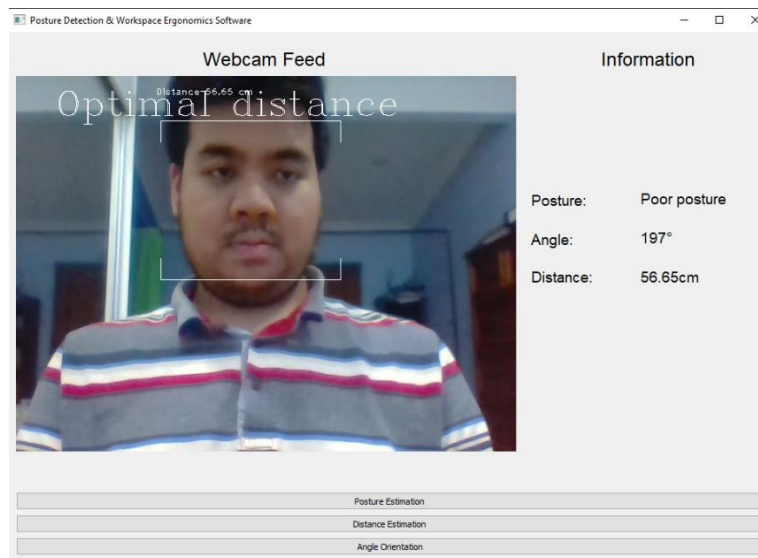 Posture Detection & Workspace Ergonomics Software
Webcam Feed
Information
Distance-56.65 cm
Optimal distance
Posture: Poor posture
Angle: 197°
Distance: 56.65cm
Posture Estimation
Distance Estimation
Angle Orientation